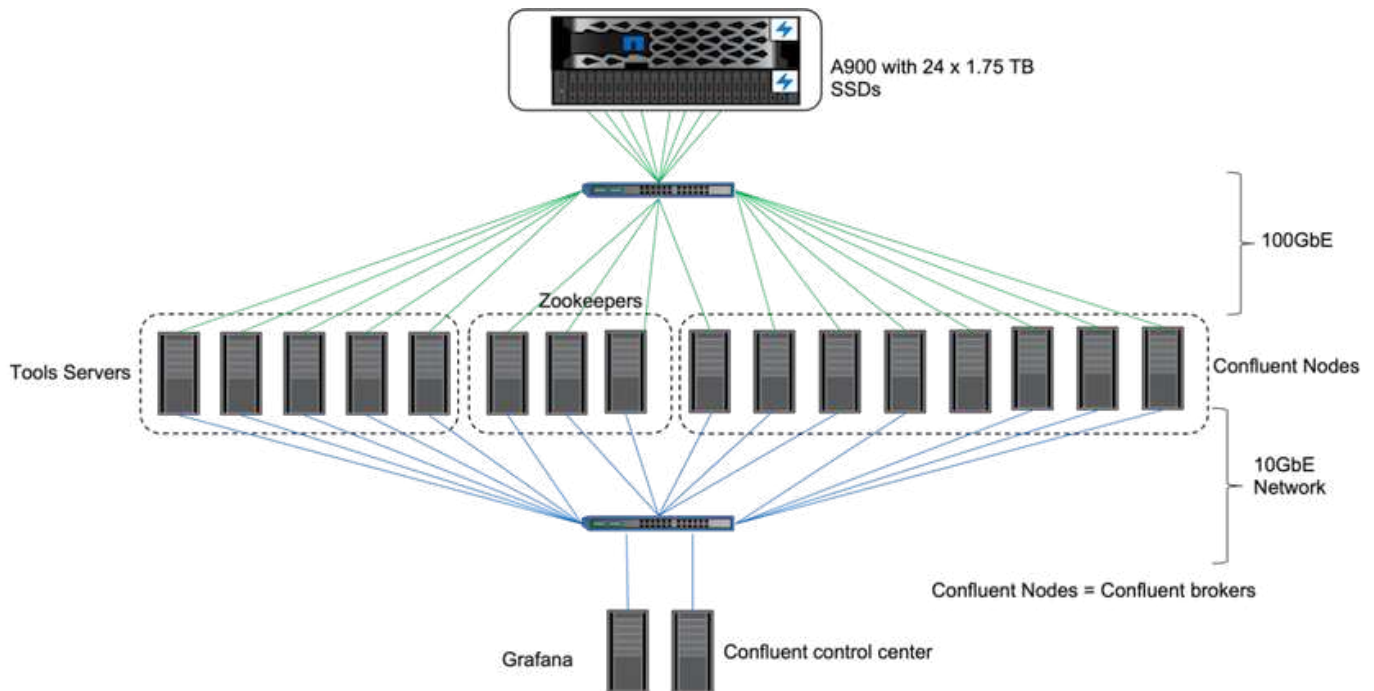 A900 with 24 x 1.75 TB
SSDs
100GbE
Zookeepers
Tools Servers
Confluent Nodes
10GbE
Network
Confluent Nodes = Confluent brokers
Grafana
Confluent control center